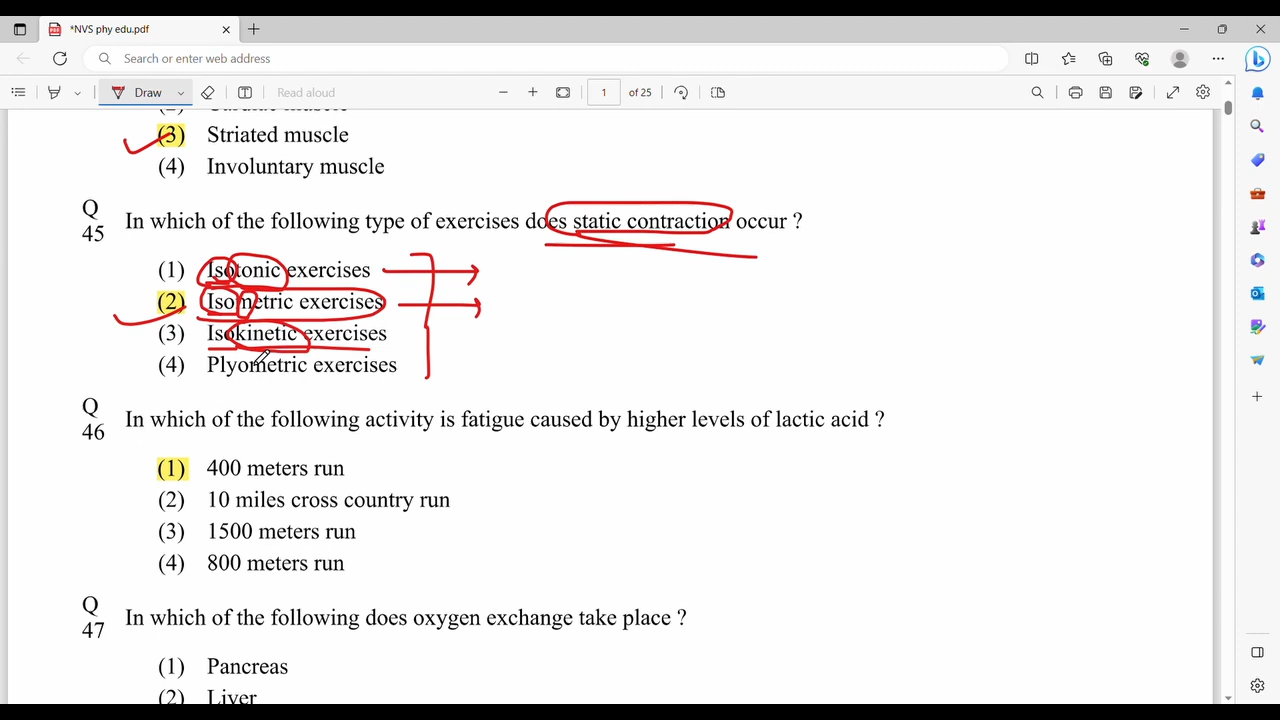 *NVS phy edu.pdf
Search or enter web address
Draw
Read aloud
1 of 25
(2) Cardiac muscle
(3) Striated muscle
(4) Involuntary muscle
Q 45 In which of the following type of exercises does static contraction occur ?
(1) Isotonic exercises
(2) Isometric exercises
(3) Isokinetic exercises
(4) Plyometric exercises
Q 46 In which of the following activity is fatigue caused by higher levels of lactic acid ?
(1) 400 meters run
(2) 10 miles cross country run
(3) 1500 meters run
(4) 800 meters run
Q 47 In which of the following does oxygen exchange take place ?
(1) Pancreas
(2) Liver